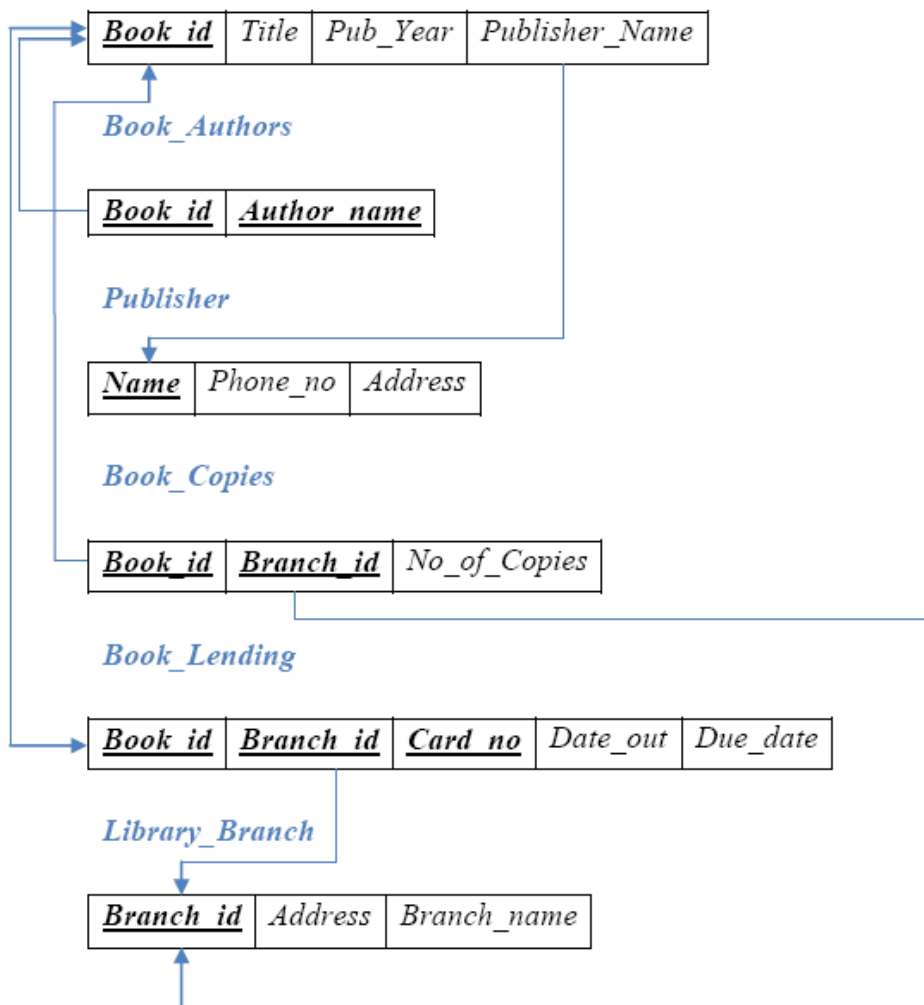 Book_id Title Pub_Year Publisher_Name
Book_Authors
Book_id Author_name
Publisher
Name Phone_no Address
Book_Copies
Book_id Branch_id No_of_Copies
Book_Lending
Book_id Branch_id Card_no Date_out Due_date
Library_Branch
Branch_id Address Branch_name